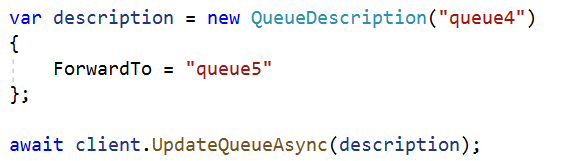 var description = new QueueDescription("queue4")
{
    ForwardTo = "queue5"
};
await client.UpdateQueueAsync(description);